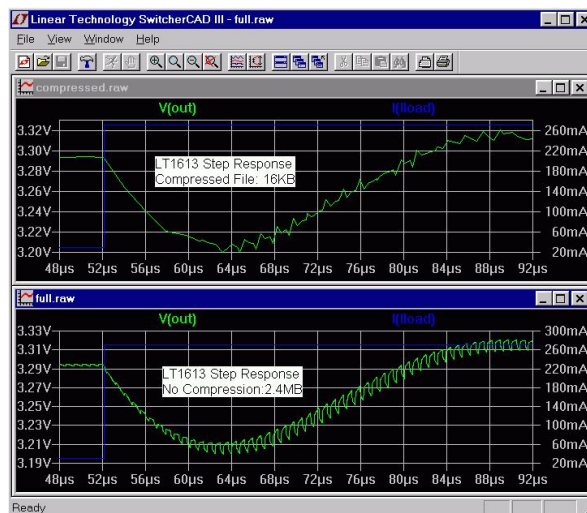 Linear Technology SwitcherCAD III - full.raw
File View Window Help
compressed.raw
V(out) I(Iload)
3.32V 260mA
3.30V 220mA
3.28V 180mA
3.26V 140mA
3.24V 100mA
3.22V 60mA
3.20V 20mA
LT1613 Step Response
Compressed File: 16KB
48µs 52µs 56µs 60µs 64µs 68µs 72µs 76µs 80µs 84µs 88µs 92µs
full.raw
V(out) I(Iload)
3.33V 300mA
3.31V 260mA
3.29V 220mA
3.27V 180mA
3.25V 140mA
3.23V 100mA
3.21V 60mA
3.19V 20mA
LT1613 Step Response
No Compression:2.4MB
48µs 52µs 56µs 60µs 64µs 68µs 72µs 76µs 80µs 84µs 88µs 92µs
Ready